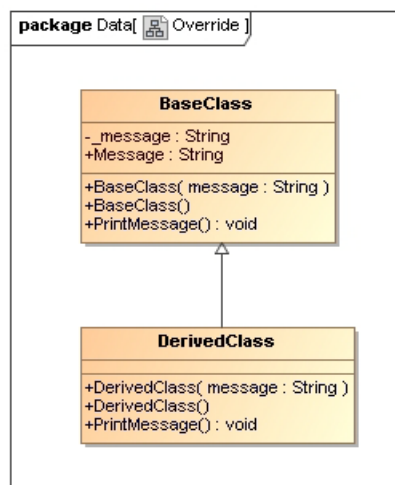 package Data[ Override ]
BaseClass
-_message : String
+Message : String
+BaseClass( message : String )
+BaseClass()
+PrintMessage() : void
DerivedClass
+DerivedClass( message : String )
+DerivedClass()
+PrintMessage() : void